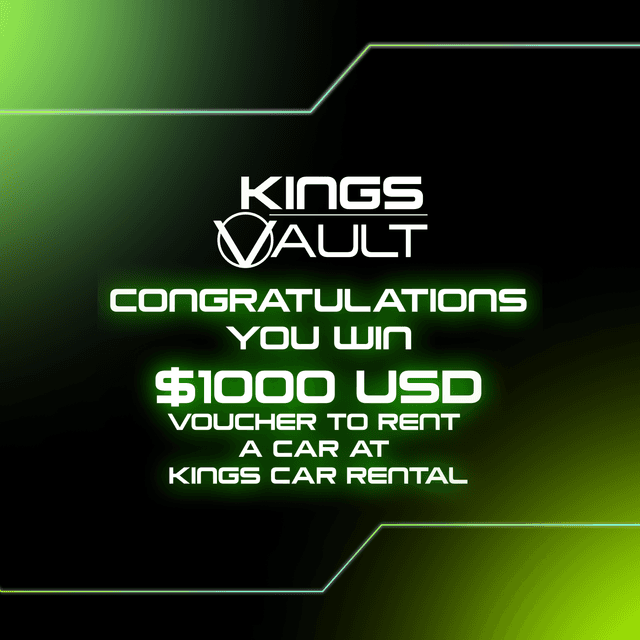 KINGS
VAULT
CONGRATULATIONS
YOU WIN
$1000 USD
VOUCHER TO RENT
A CAR AT
KINGS CAR RENTAL